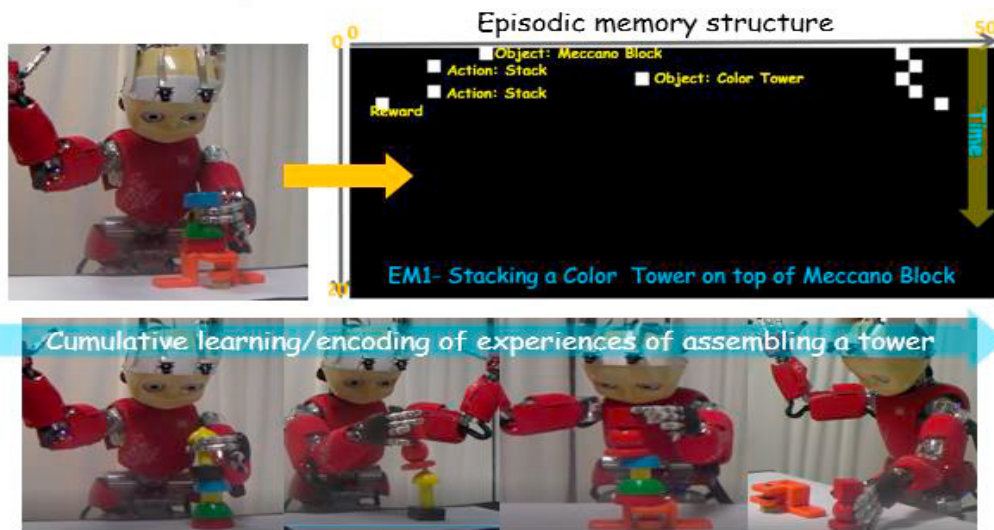 Episodic memory structure
0
0
50
Object: Meccano Block
Action: Stack
Object: Color Tower
Action: Stack
Reward
Time
EM1- Stacking a Color Tower on top of Meccano Block
20
Cumulative learning/encoding of experiences of assembling a tower